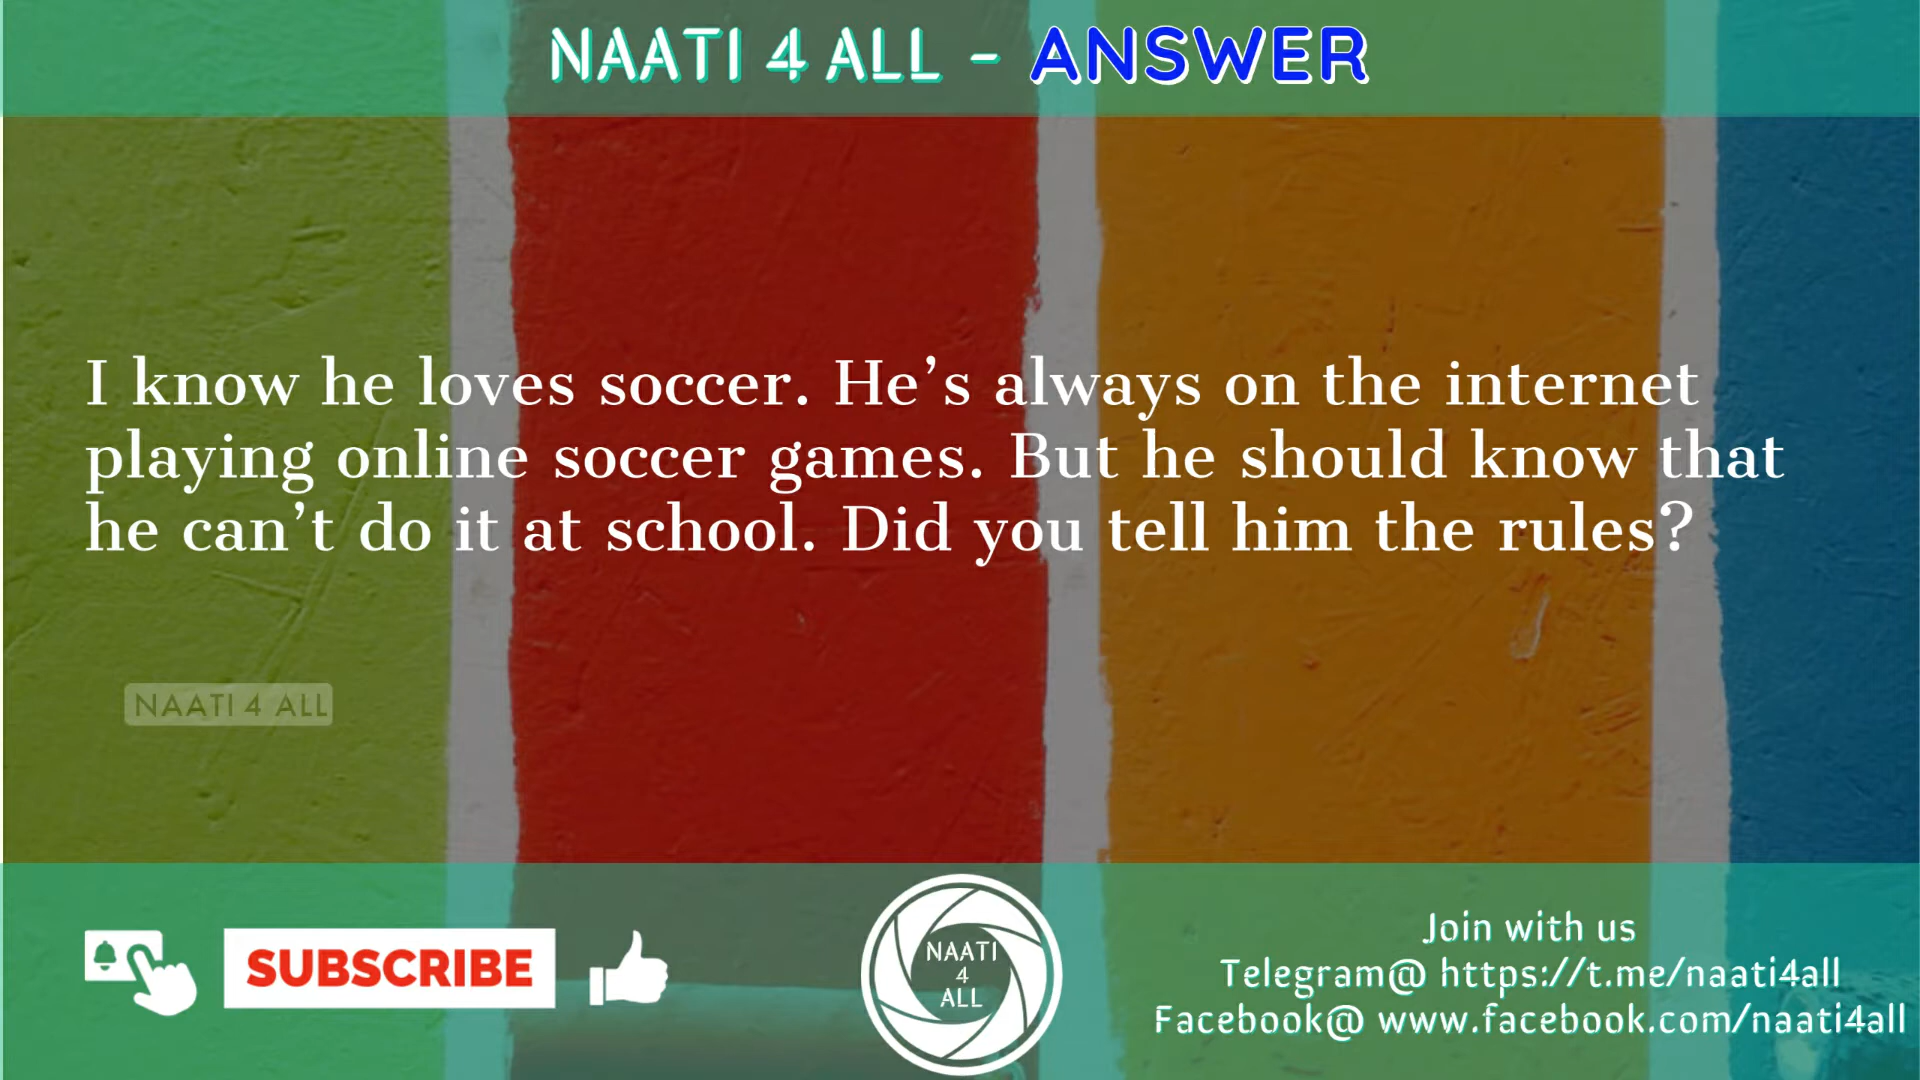 NAATI 4 ALL - ANSWER
I know he loves soccer. He’s always on the internet
playing online soccer games. But he should know that
he can’t do it at school. Did you tell him the rules?
NAATI 4 ALL
SUBSCRIBE
NAATI
4
ALL
Join with us
Telegram@ https://t.me/naati4all
Facebook@ www.facebook.com/naati4all